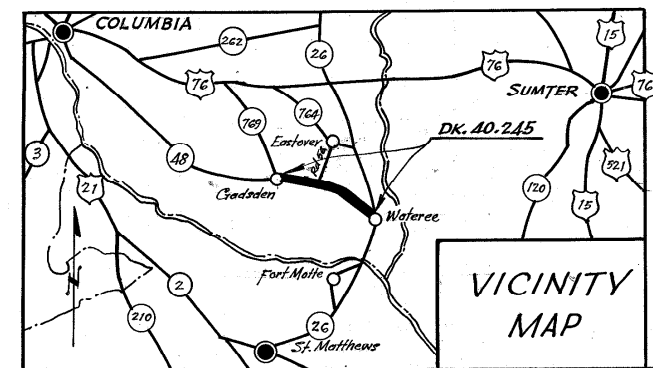 COLUMBIA
262
26
15
76
76
76
SUMTER
769
764
Eastover
DK. 40.245
3
48
521
Gadsden
21
120
15
Wateree
N
Fort Motte
2
210
26
St. Matthews
VICINITY
MAP